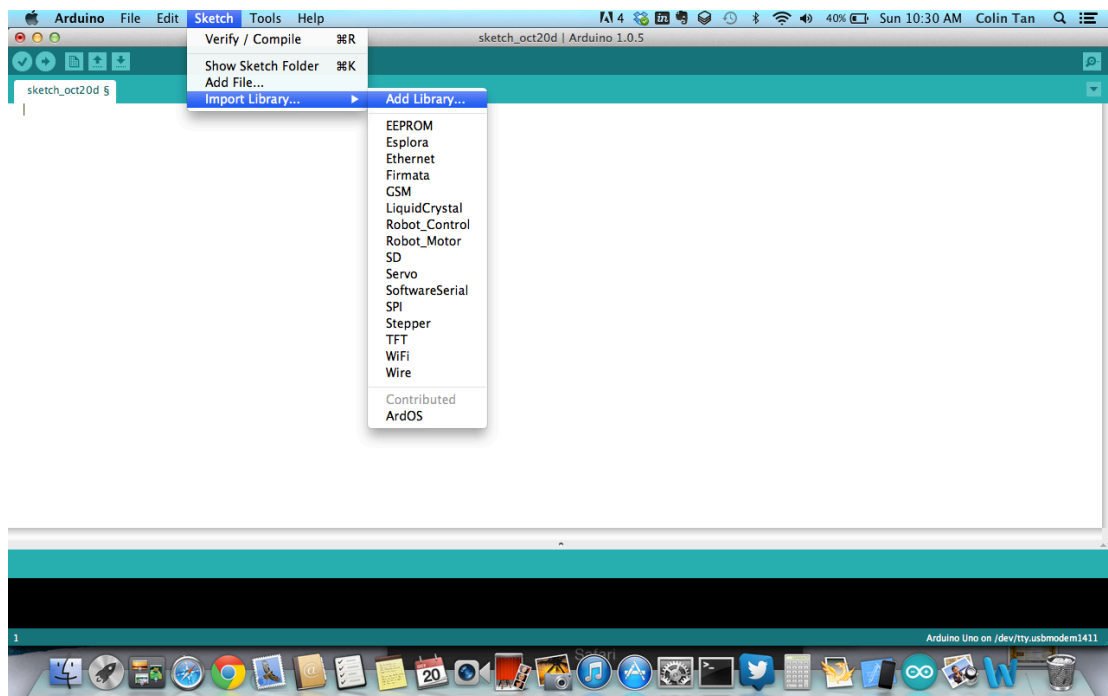 Arduino File Edit Sketch Tools Help
4 40% Sun 10:30 AM Colin Tan
sketch_oct20d | Arduino 1.0.5
sketch_oct20d §
Verify / Compile ⌘R
Show Sketch Folder ⌘K
Add File...
Import Library...
Add Library...
EEPROM
Esplora
Ethernet
Firmata
GSM
LiquidCrystal
Robot_Control
Robot_Motor
SD
Servo
SoftwareSerial
SPI
Stepper
TFT
WiFi
Wire
Contributed
ArdOS
1
Arduino Uno on /dev/tty.usbmodem1411
Safari
20